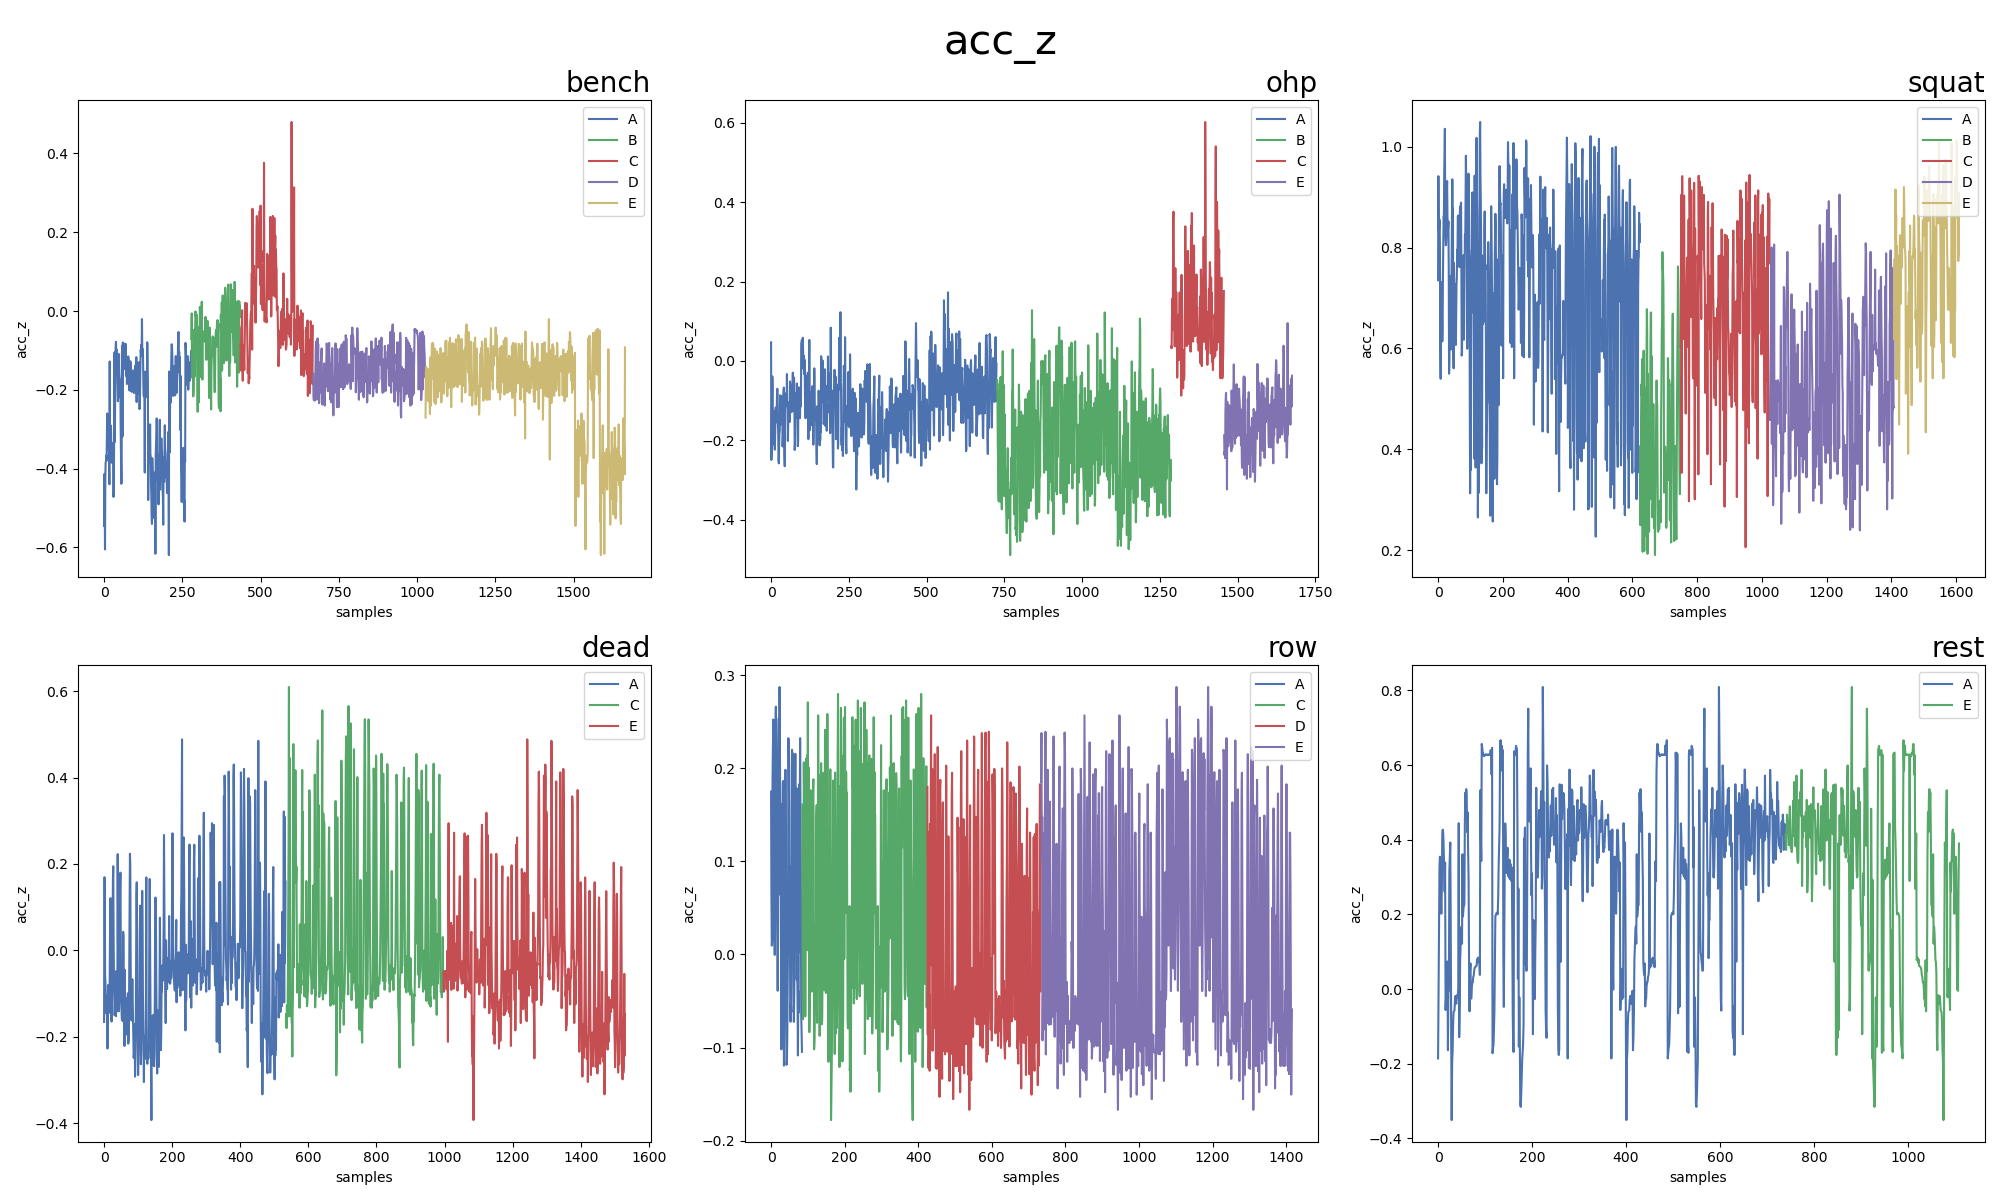 acc_z
bench
acc_z
0.4
0.2
0.0
−0.2
−0.4
−0.6
A
B
C
D
E
0 250 500 750 1000 1250 1500
samples
ohp
acc_z
0.6
0.4
0.2
0.0
−0.2
−0.4
A
B
C
E
0 250 500 750 1000 1250 1500 1750
samples
squat
acc_z
1.0
0.8
0.6
0.4
0.2
A
B
C
D
E
0 200 400 600 800 1000 1200 1400 1600
samples
dead
acc_z
0.6
0.4
0.2
0.0
−0.2
−0.4
A
C
E
0 200 400 600 800 1000 1200 1400 1600
samples
row
acc_z
0.3
0.2
0.1
0.0
−0.1
−0.2
A
C
D
E
0 200 400 600 800 1000 1200 1400
samples
rest
acc_z
0.8
0.6
0.4
0.2
0.0
−0.2
−0.4
A
E
0 200 400 600 800 1000
samples